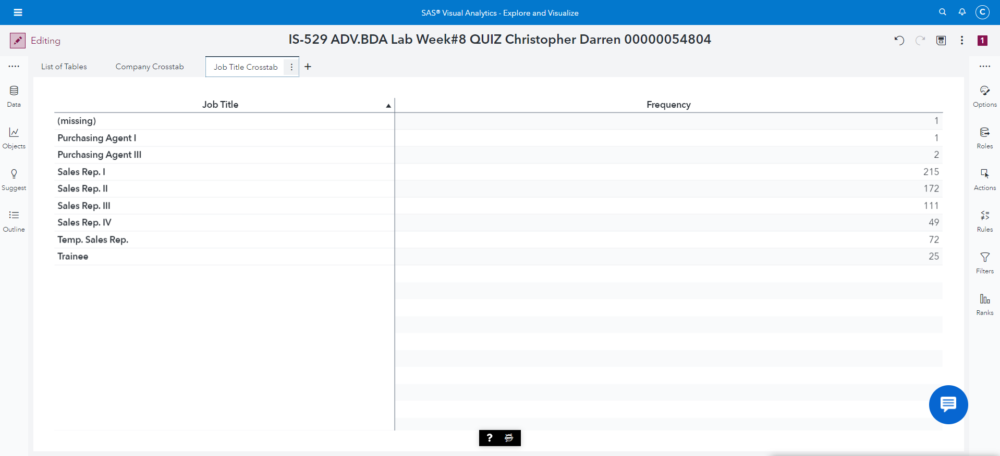 SAS® Visual Analytics - Explore and Visualize
C
Editing
IS-529 ADV.BDA Lab Week#8 QUIZ Christopher Darren 00000054804
1
List of Tables
Company Crosstab
Job Title Crosstab
Data
Objects
Suggest
Outline
Job Title Frequency
(missing) 1
Purchasing Agent I 1
Purchasing Agent III 2
Sales Rep. I 215
Sales Rep. II 172
Sales Rep. III 111
Sales Rep. IV 49
Temp. Sales Rep. 72
Trainee 25
Options
Roles
Actions
Rules
Filters
Ranks
?